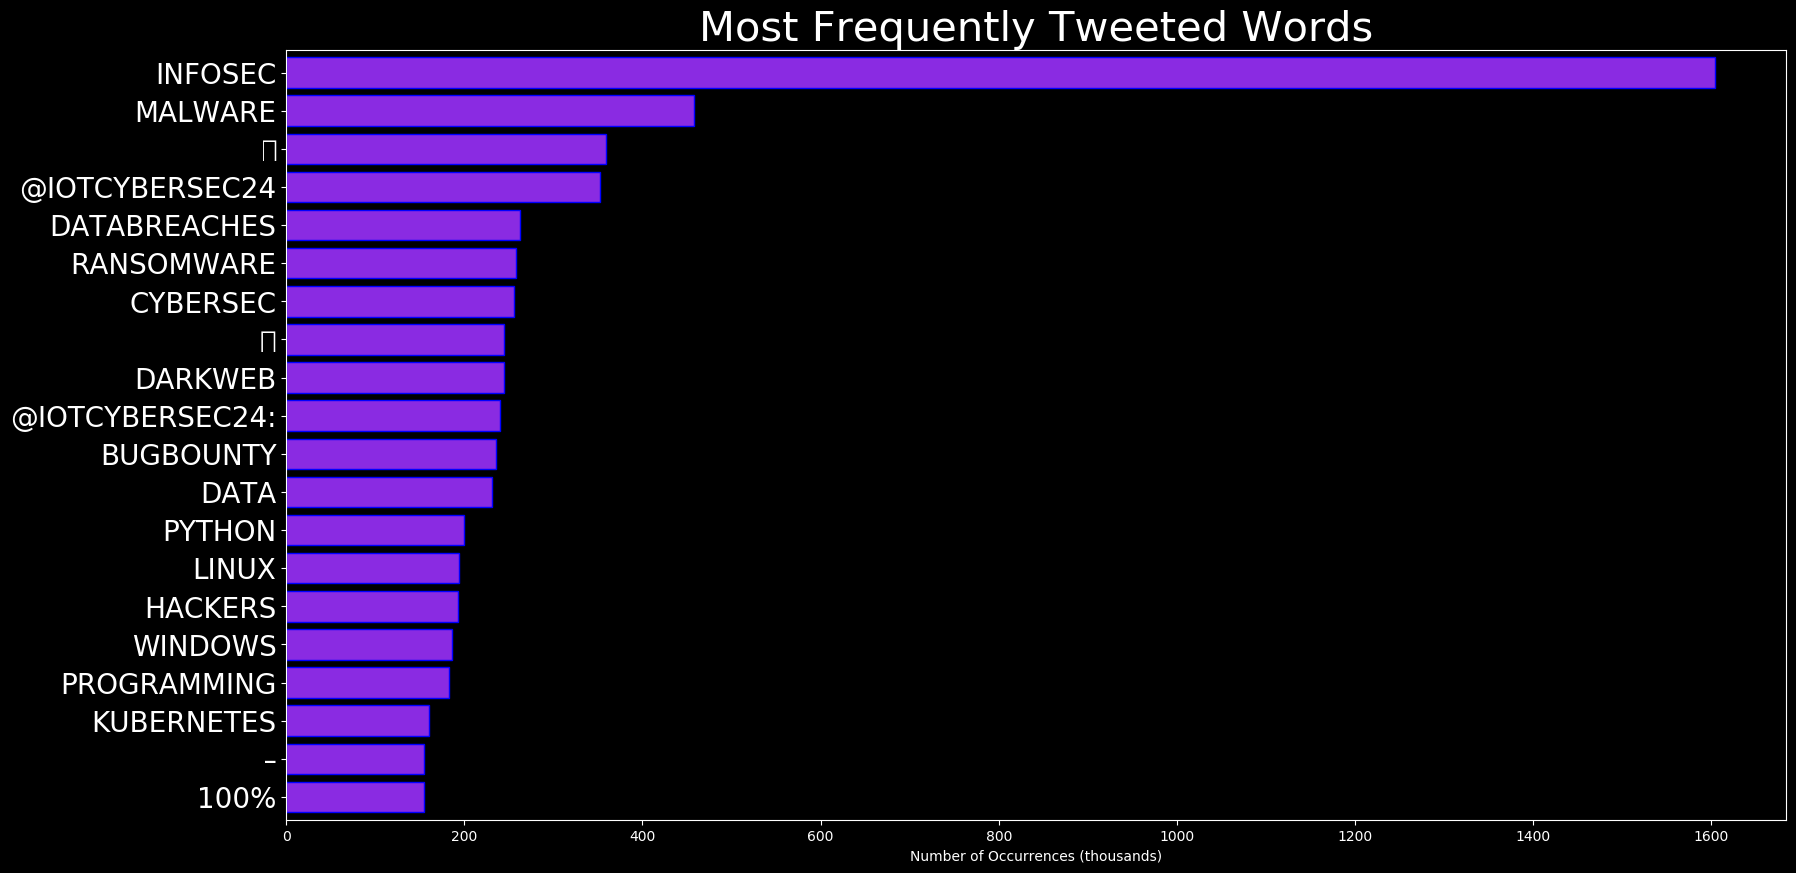 Most Frequently Tweeted Words
INFOSEC
MALWARE
@IOTCYBERSEC24
DATABREACHES
RANSOMWARE
CYBERSEC
DARKWEB
@IOTCYBERSEC24:
BUGBOUNTY
DATA
PYTHON
LINUX
HACKERS
WINDOWS
PROGRAMMING
KUBERNETES
–
100%
0 200 400 600 800 1000 1200 1400 1600
Number of Occurrences (thousands)